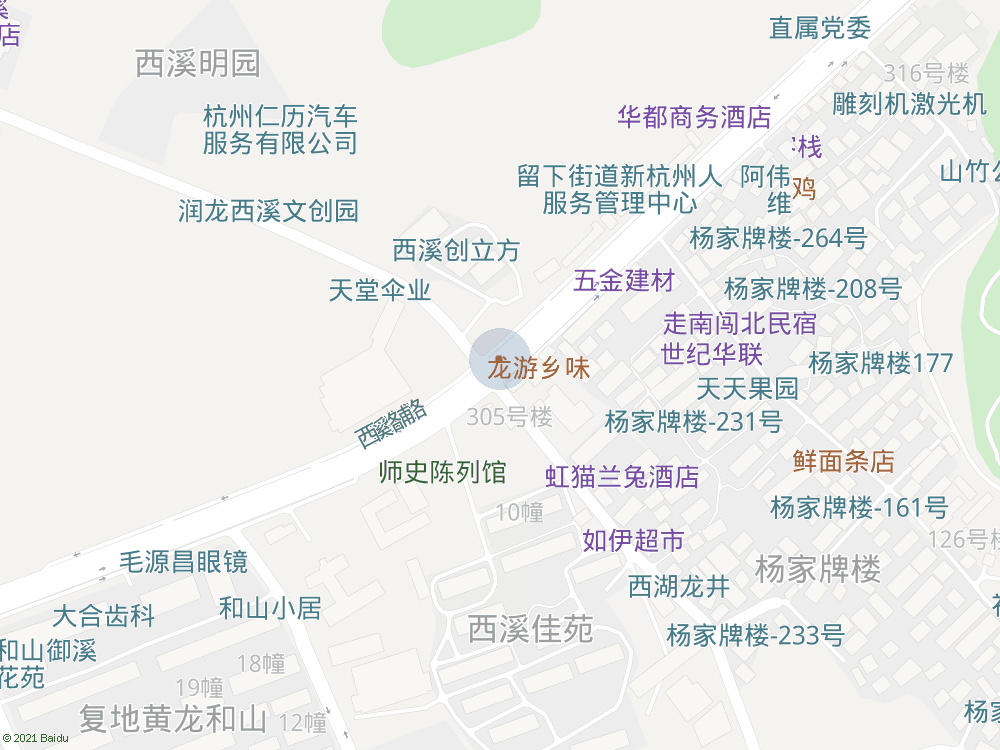 溪
店
直属党委
西溪明园
316号楼
雕刻机激光机
杭州仁历汽车
服务有限公司
华都商务酒店
栈
留下街道新杭州人
服务管理中心
阿伟
维
鸡
山竹公
润龙西溪文创园
杨家牌楼-264号
西溪创立方
天堂伞业
五金建材
杨家牌楼-208号
走南闯北民宿
世纪华联
杨家牌楼177
龙游乡味
天天果园
305号楼
杨家牌楼-231号
西溪路
鲜面条店
师史陈列馆
虹猫兰兔酒店
10幢
杨家牌楼-161号
如伊超市
126号楼
毛源昌眼镜
杨家牌楼
西湖龙井
大合齿科
和山小居
西溪佳苑
杨家牌楼-233号
和山御溪
花苑
18幢
19幢
复地黄龙和山
12幢
杨家
© 2021 Baidu